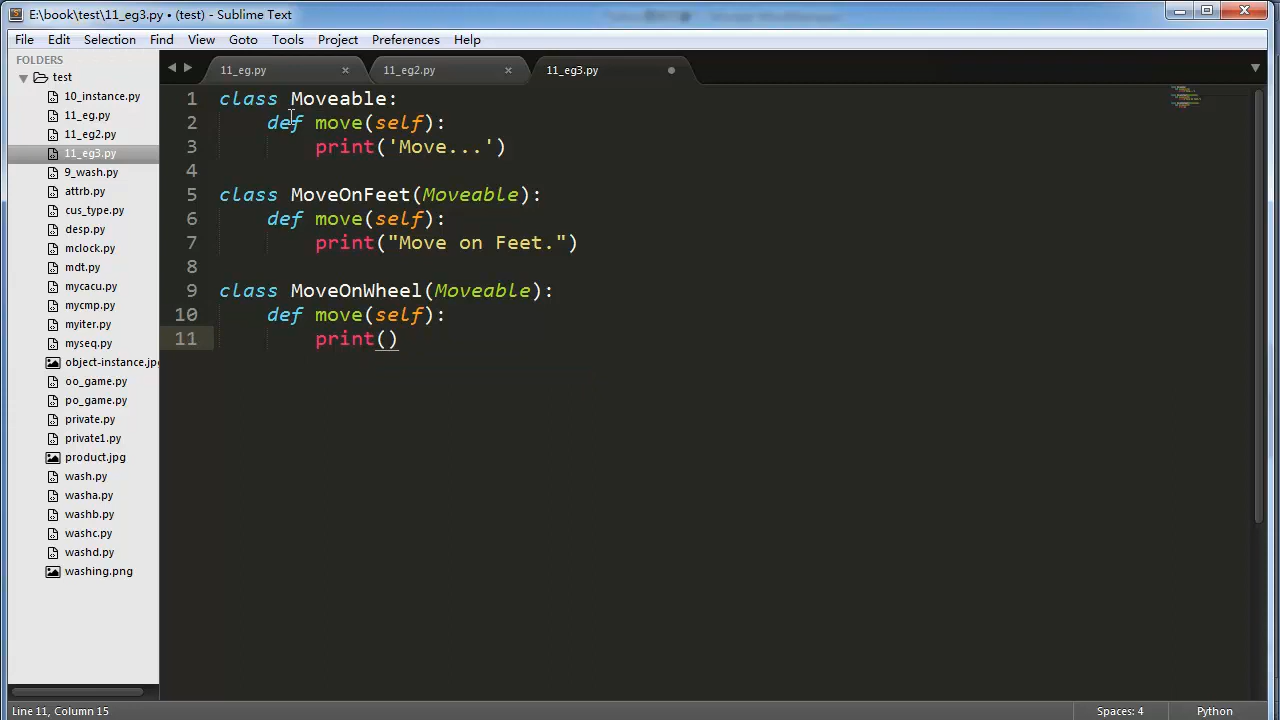 E:\book\test\11_eg3.py • (test) - Sublime Text
File Edit Selection Find View Goto Tools Project Preferences Help
FOLDERS
test
10_instance.py
11_eg.py
11_eg2.py
11_eg3.py
9_wash.py
attrb.py
cus_type.py
desp.py
mclock.py
mdt.py
mycacu.py
mycmp.py
myiter.py
myseq.py
object-instance.jp
oo_game.py
po_game.py
private.py
private1.py
product.jpg
wash.py
washa.py
washb.py
washc.py
washd.py
washing.png
11_eg.py 11_eg2.py 11_eg3.py
1 class Moveable:
2     def move(self):
3         print('Move...')
4
5 class MoveOnFeet(Moveable):
6     def move(self):
7         print("Move on Feet.")
8
9 class MoveOnWheel(Moveable):
10     def move(self):
11         print()
Line 11, Column 15
Spaces: 4
Python